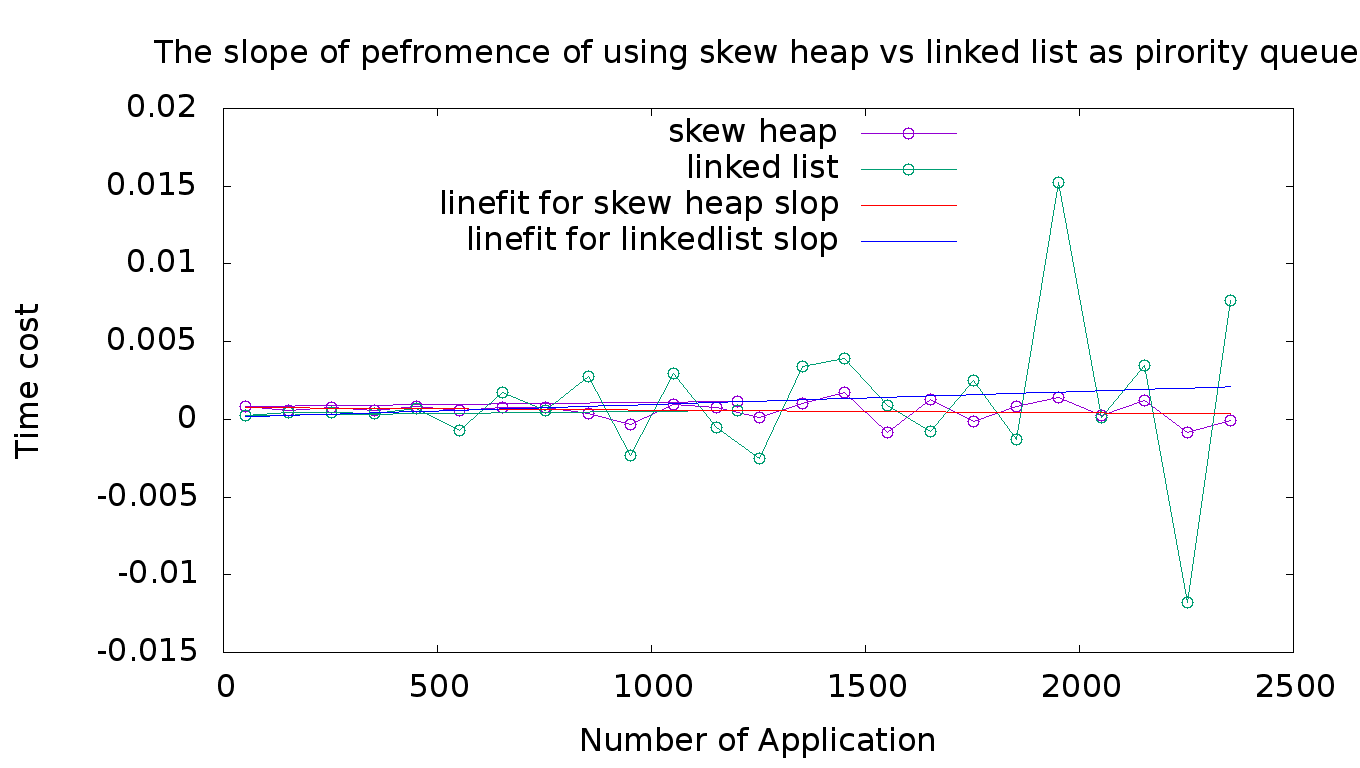 The slope of pefromence of using skew heap vs linked list as pirority queue
0.02
0.015
0.01
0.005
0
-0.005
-0.01
-0.015
Time cost
skew heap
linked list
linefit for skew heap slop
linefit for linkedlist slop
0 500 1000 1500 2000 2500
Number of Application